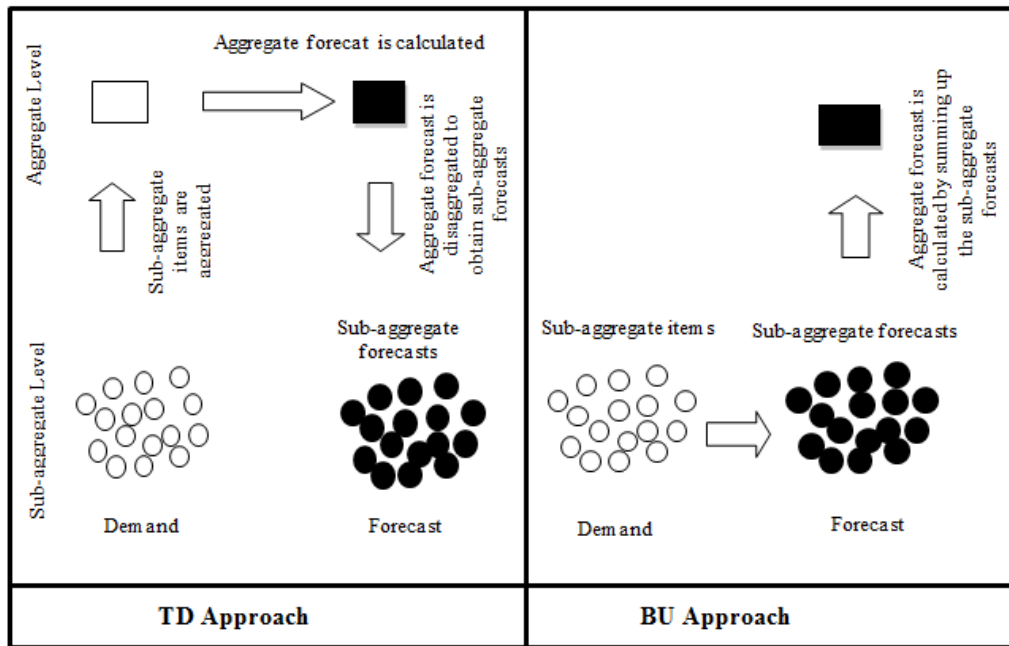 Aggregate forecat is calculated
Aggregate Level
Sub-aggregate
items are
aggregated
Aggregate forecast is
disaggregated to
obtain sub-aggregate
forecasts
Sub-aggregate
forecasts
Sub-aggregate Level
Demand
Forecast
TD Approach
Aggregate forecast is
calculated by summing up
the sub-aggregate
forecasts
Sub-aggregate items
Sub-aggregate forecasts
Demand
Forecast
BU Approach